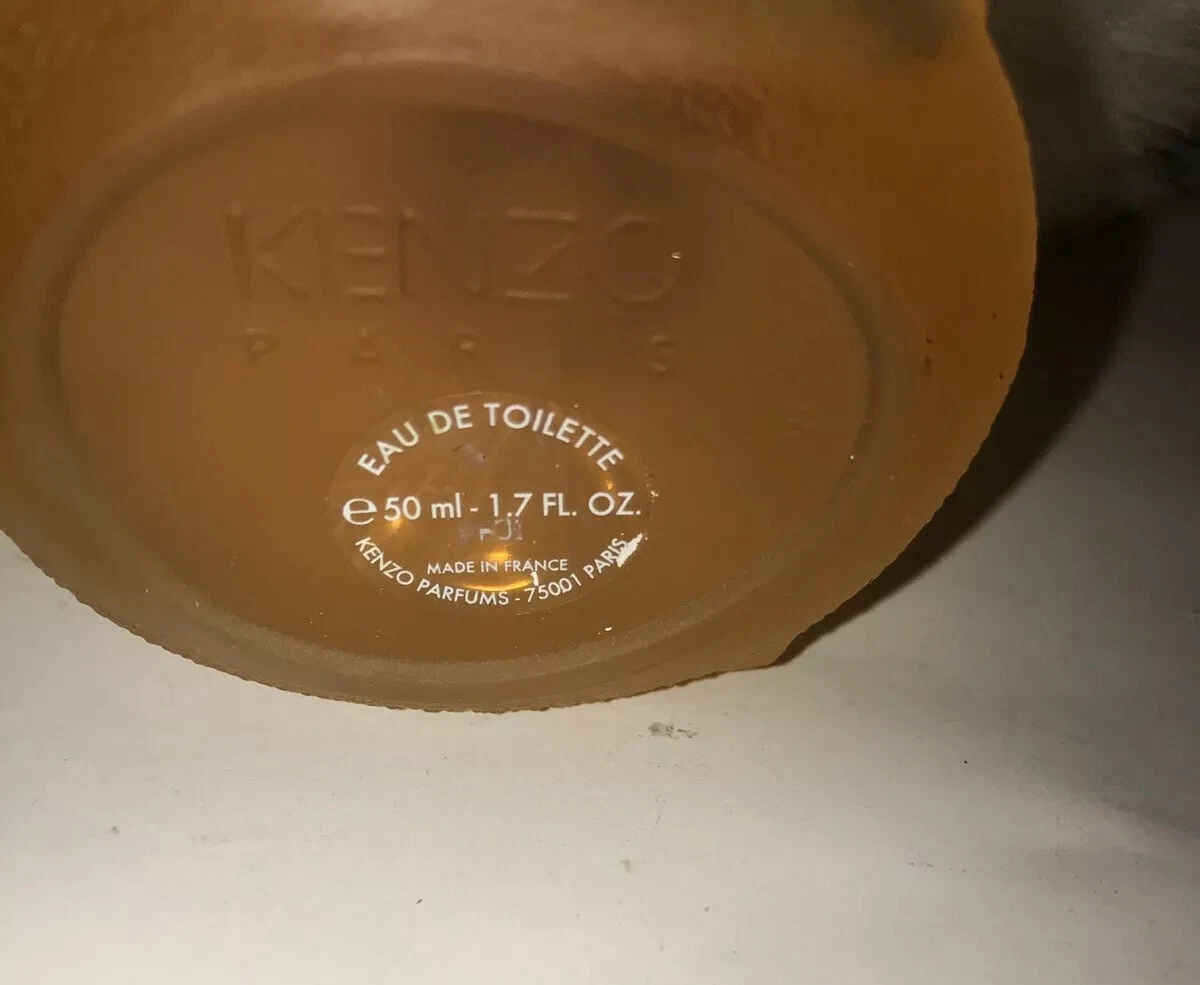 KENZO
PARIS
EAU DE TOILETTE
℮ 50 ml - 1.7 FL. OZ.
MADE IN FRANCE
KENZO PARFUMS - 75001 PARIS